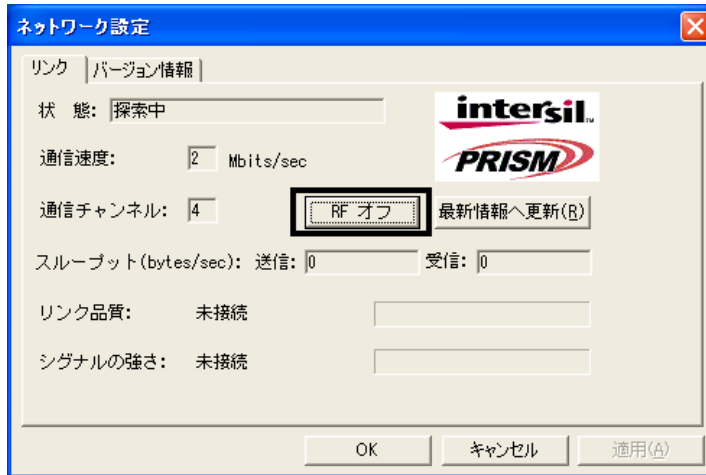 ネットワーク設定
リンク バージョン情報
状 態: 探索中
intersil™
PRISM
通信速度: 2 Mbits/sec
通信チャンネル: 4 RF オフ 最新情報へ更新(R)
スループット(bytes/sec): 送信: 0 受信: 0
リンク品質: 未接続
シグナルの強さ: 未接続
OK キャンセル 適用(A)